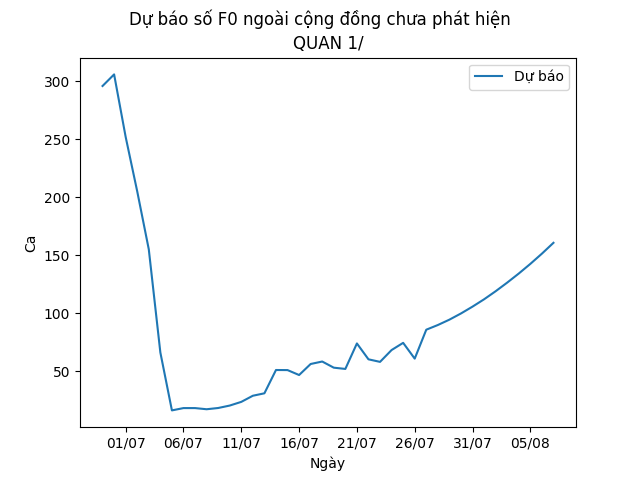 Dự báo số F0 ngoài cộng đồng chưa phát hiện
QUAN 1/
Dự báo
300
250
200
150
100
50
Ca
01/07 06/07 11/07 16/07 21/07 26/07 31/07 05/08
Ngày